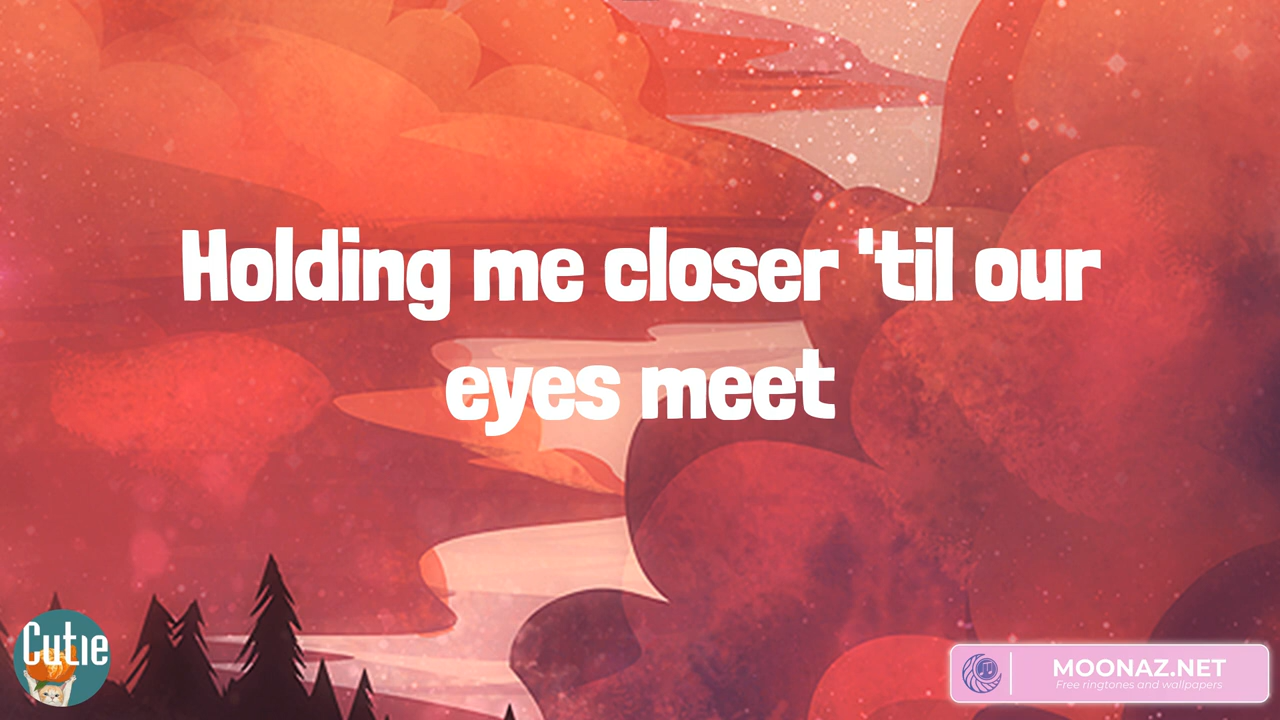 Holding me closer 'til our
eyes meet
Cutie
MOONAZ.NET
Free ringtones and wallpapers